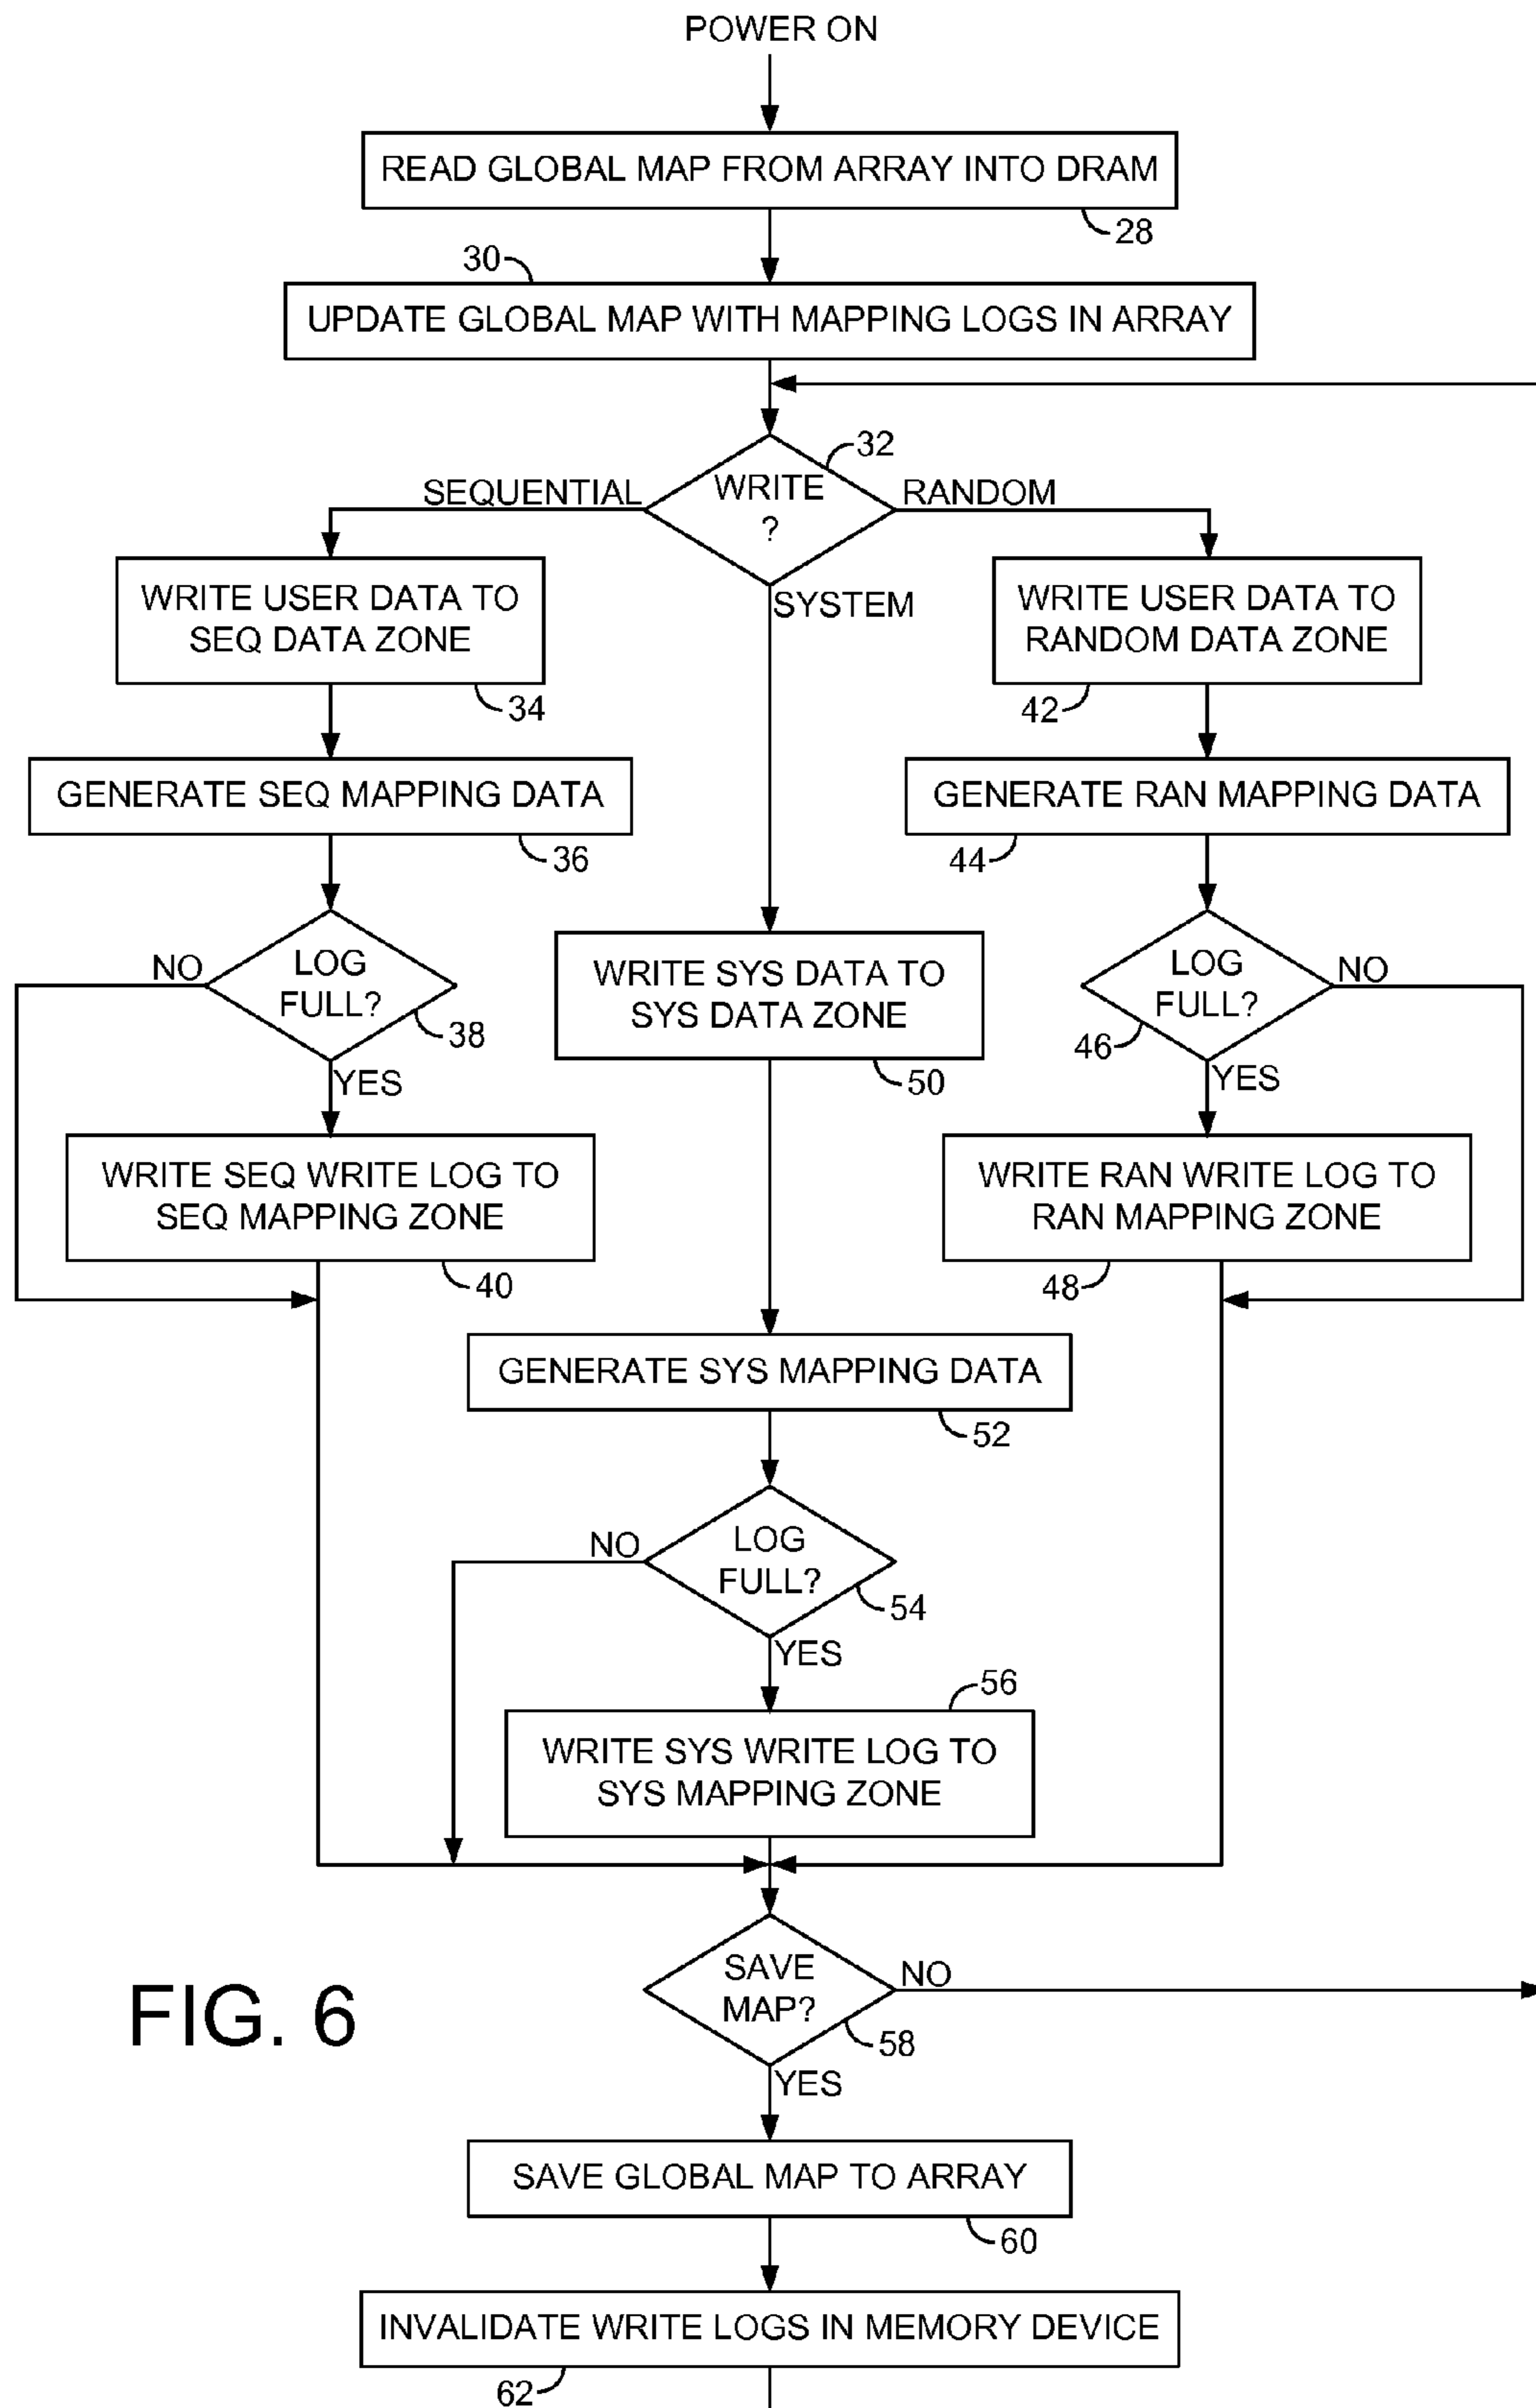 POWER ON
READ GLOBAL MAP FROM ARRAY INTO DRAM
28
30
UPDATE GLOBAL MAP WITH MAPPING LOGS IN ARRAY
32
SEQUENTIAL
WRITE
?
RANDOM
SYSTEM
WRITE USER DATA TO
SEQ DATA ZONE
34
WRITE USER DATA TO
RANDOM DATA ZONE
42
GENERATE SEQ MAPPING DATA
36
GENERATE RAN MAPPING DATA
44
NO
LOG
FULL?
38
YES
WRITE SYS DATA TO
SYS DATA ZONE
50
LOG
FULL?
NO
46
YES
WRITE SEQ WRITE LOG TO
SEQ MAPPING ZONE
40
WRITE RAN WRITE LOG TO
RAN MAPPING ZONE
48
GENERATE SYS MAPPING DATA
52
NO
LOG
FULL?
54
YES
56
WRITE SYS WRITE LOG TO
SYS MAPPING ZONE
SAVE
MAP?
NO
58
YES
FIG. 6
SAVE GLOBAL MAP TO ARRAY
60
INVALIDATE WRITE LOGS IN MEMORY DEVICE
62